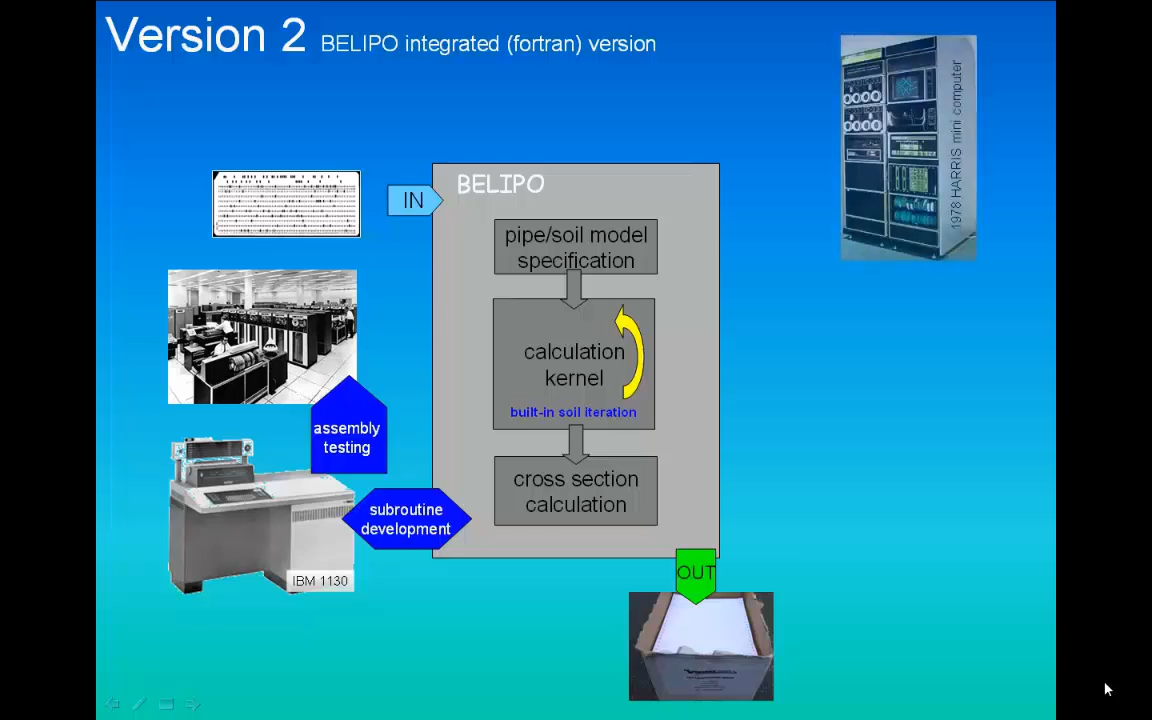 Version 2 BELIPO integrated (fortran) version
1978 HARRIS mini computer
IN
BELIPO
pipe/soil model
specification
calculation
kernel
built-in soil iteration
assembly
testing
cross section
calculation
subroutine
development
IBM 1130
OUT